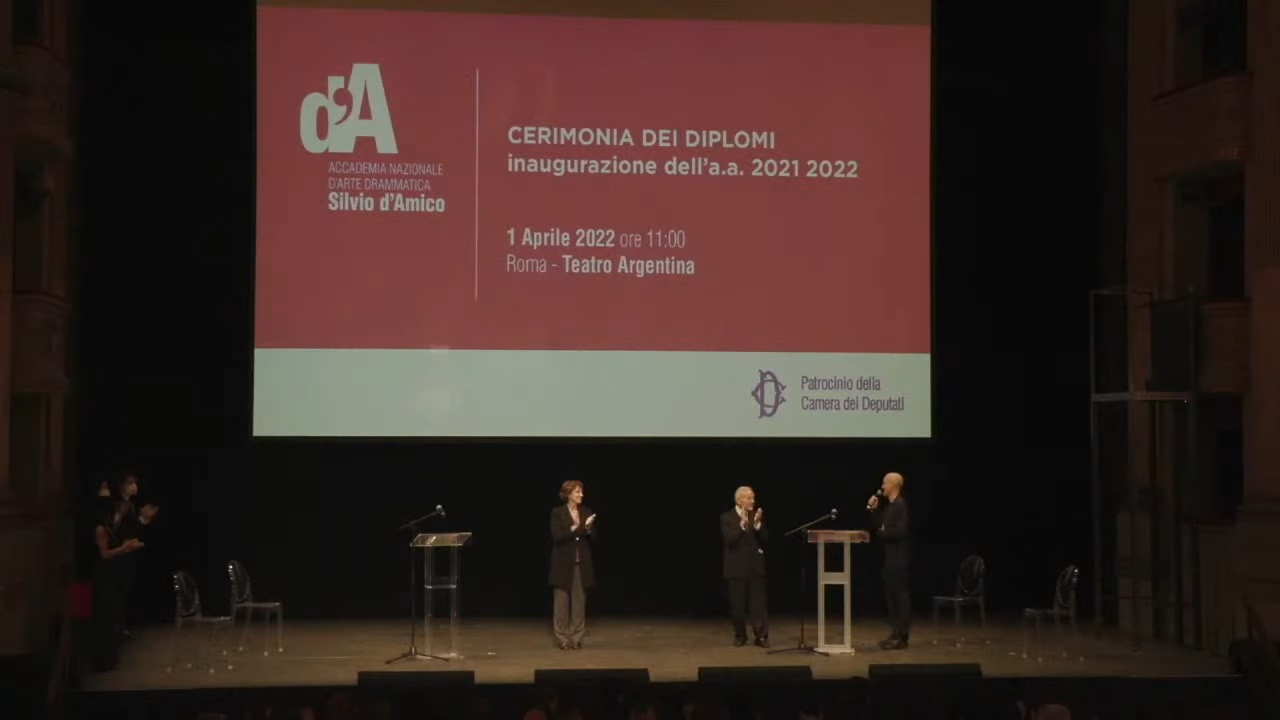 d'A
ACCADEMIA NAZIONALE
D'ARTE DRAMMATICA
Silvio d'Amico
CERIMONIA DEI DIPLOMI
inaugurazione dell'a.a. 2021 2022
1 Aprile 2022 ore 11:00
Roma - Teatro Argentina
Patrocinio della
Camera dei Deputati